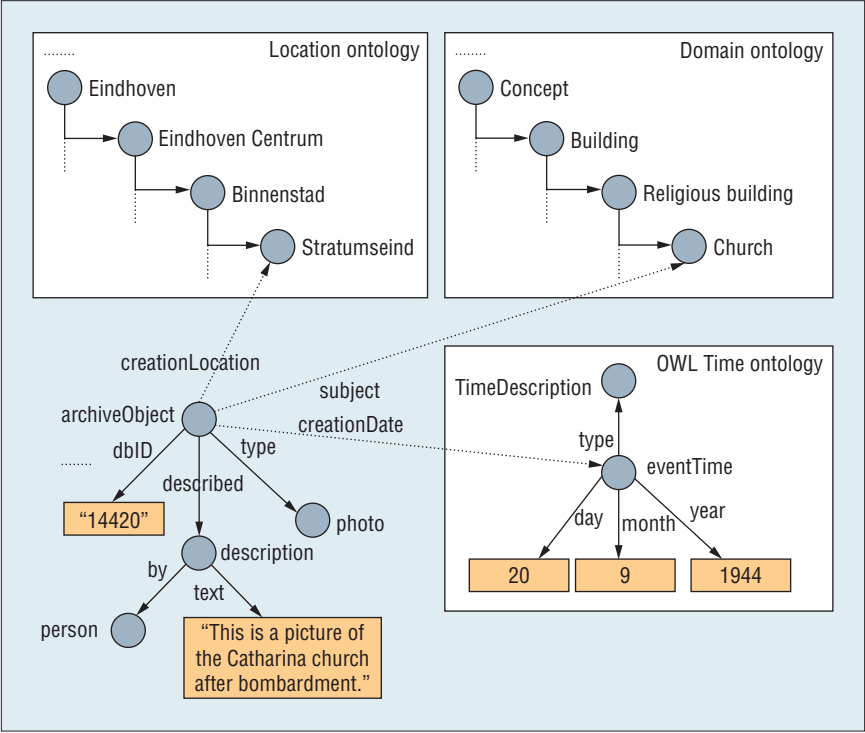 Location ontology
Eindhoven
Eindhoven Centrum
Binnenstad
Stratumseind
Domain ontology
Concept
Building
Religious building
Church
creationLocation
subject
creationDate
archiveObject
dbID
described
type
"14420"
photo
description
by
text
person
“This is a picture of
the Catharina church
after bombardment.”
OWL Time ontology
TimeDescription
type
eventTime
day
month
year
20
9
1944